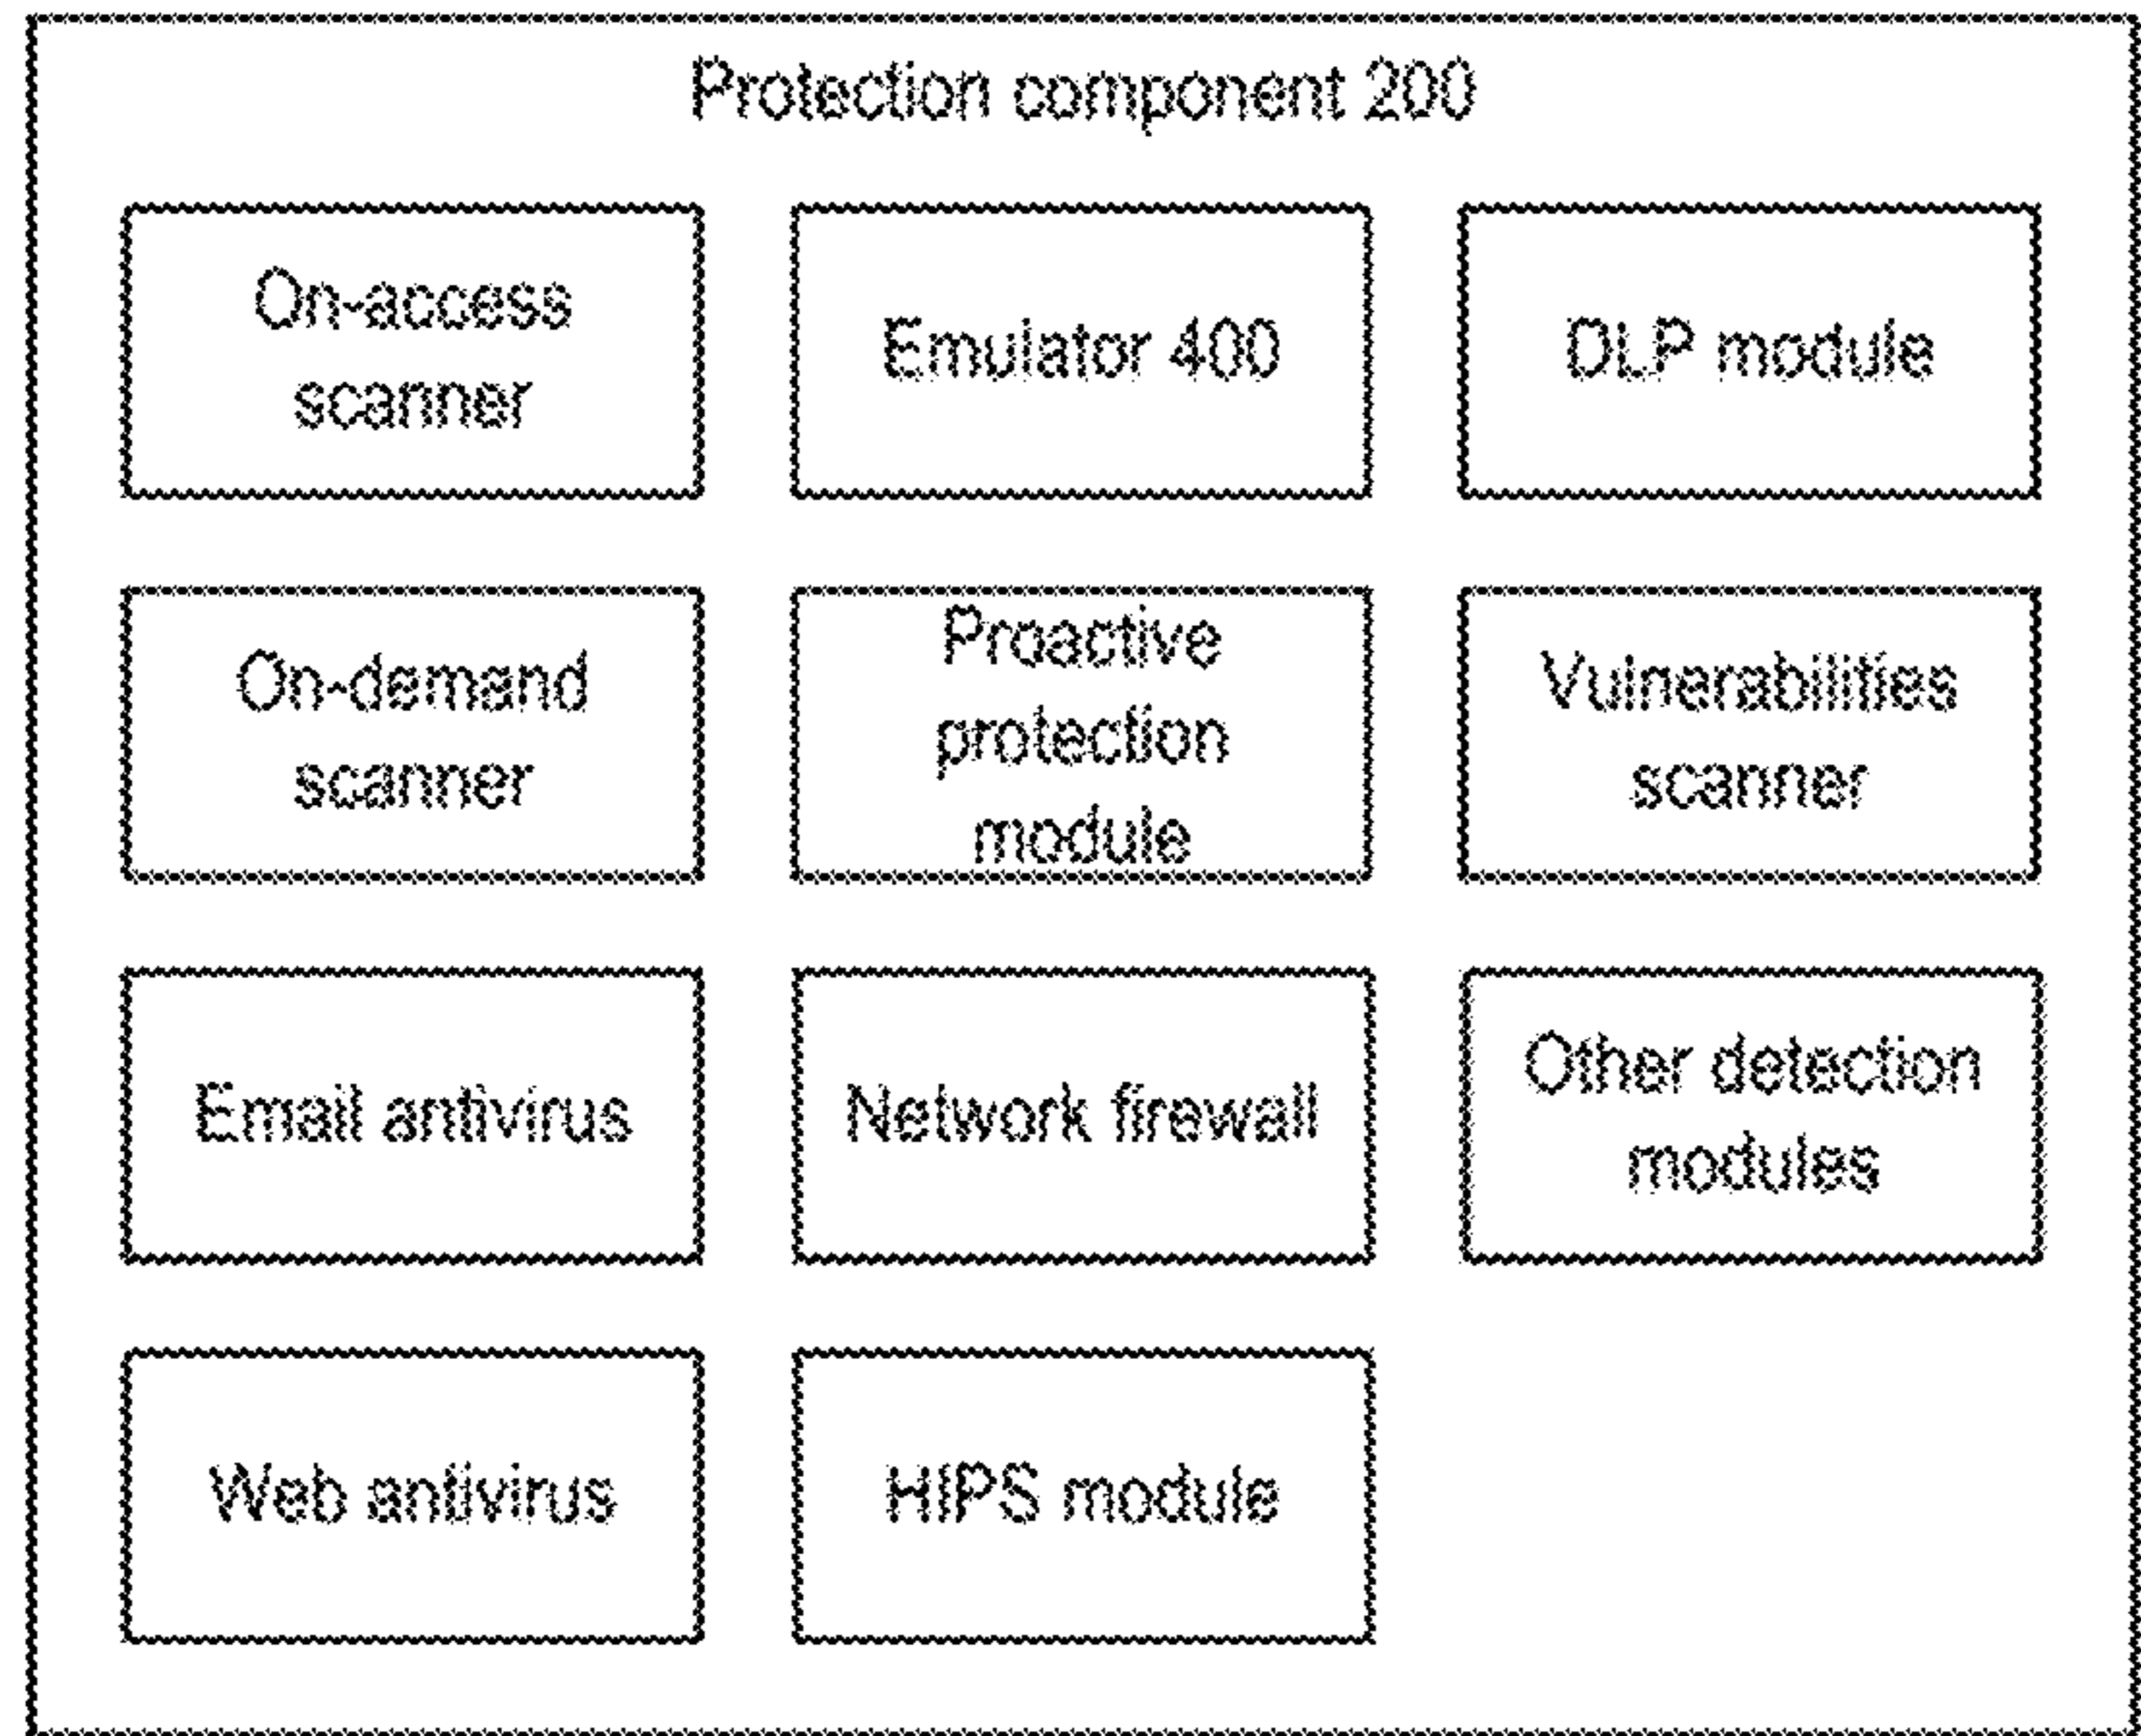 Protection component 200
On-access
scanner
Emulator 400
DLP module
On-demand
scanner
Proactive
protection
module
Vulnerabilities
scanner
Email antivirus
Network firewall
Other detection
modules
Web antivirus
HIPS module